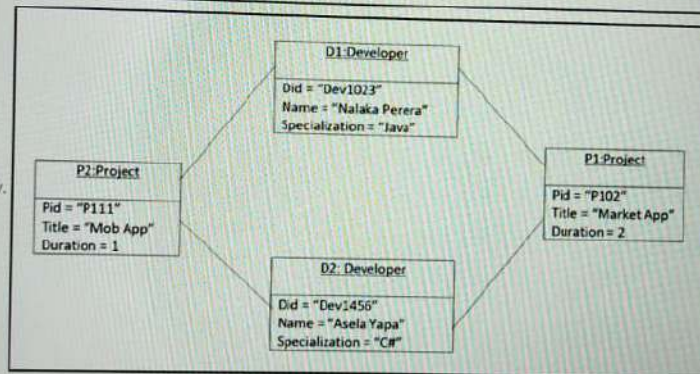 D1:Developer
Did = "Dev1023"
Name = "Nalaka Perera"
Specialization = "Java"
P2:Project
Pid = "P111"
Title = "Mob App"
Duration = 1
P1:Project
Pid = "P102"
Title = "Market App"
Duration = 2
D2: Developer
Did = "Dev1456"
Name = "Asela Yapa"
Specialization = "C#"